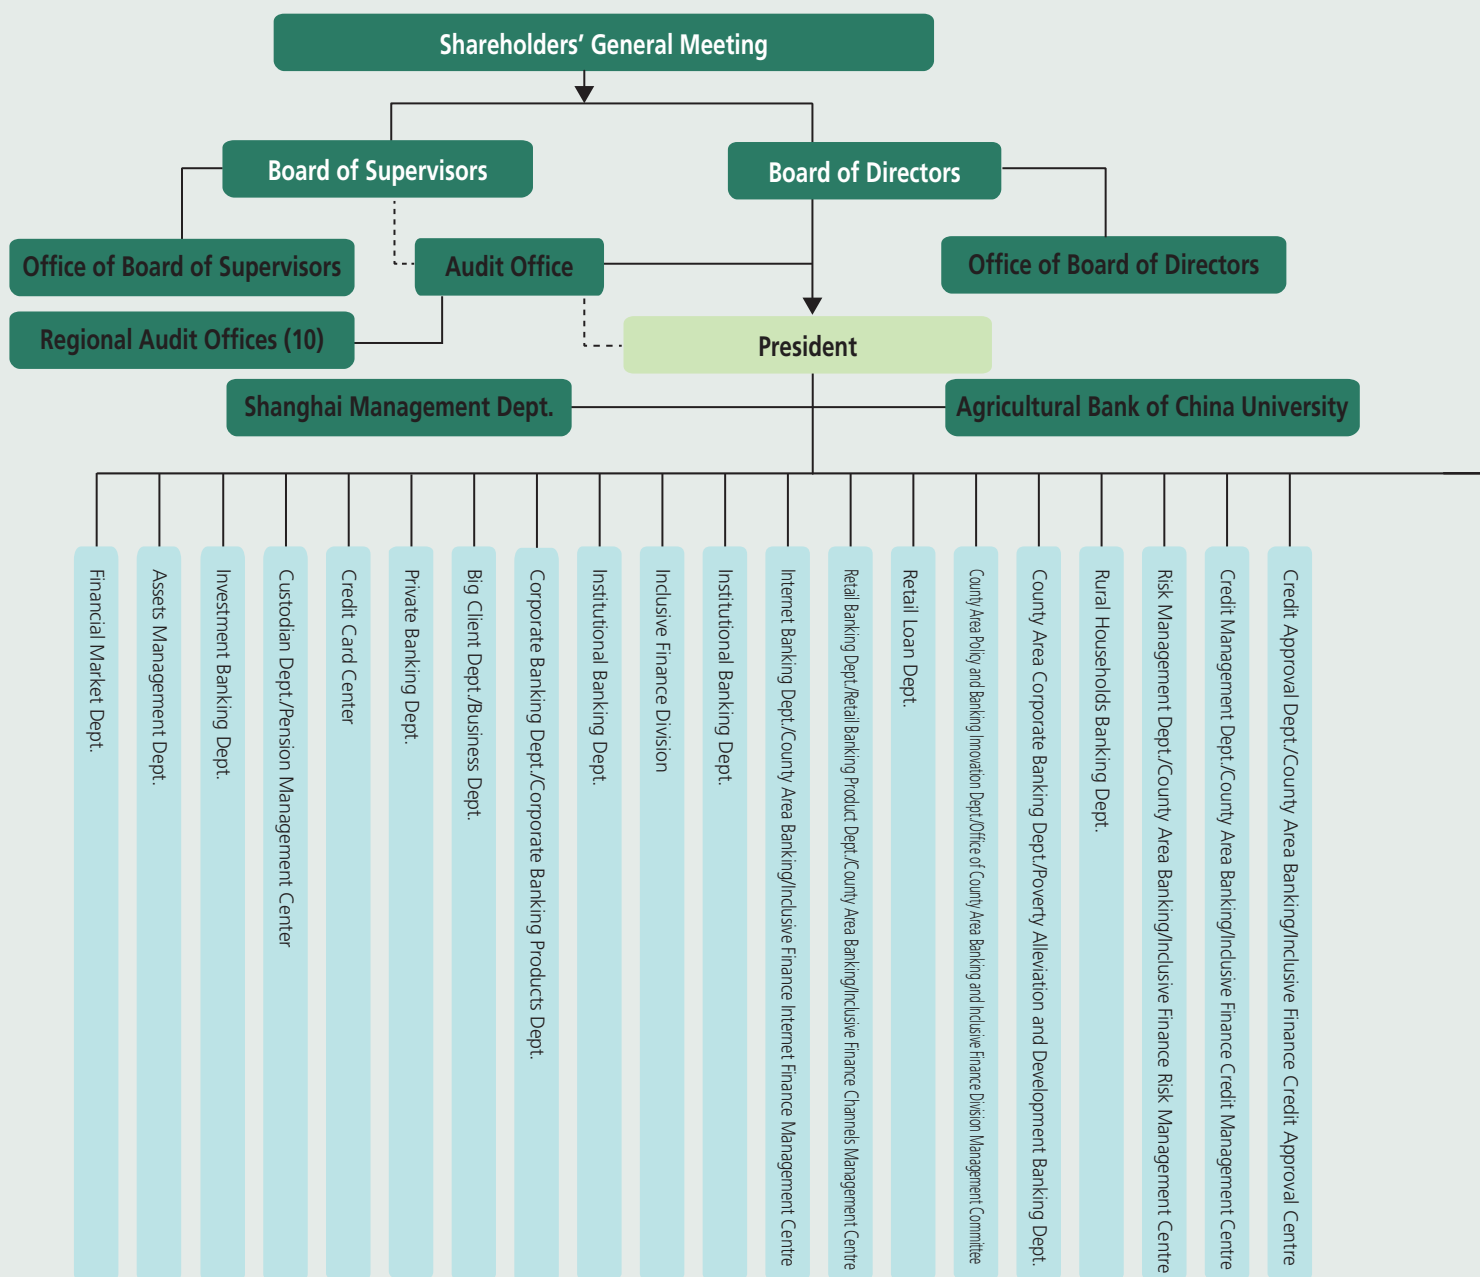 Shareholders’ General Meeting
Board of Supervisors
Board of Directors
Office of Board of Supervisors
Audit Office
Office of Board of Directors
Regional Audit Offices (10)
President
Shanghai Management Dept.
Agricultural Bank of China University
Financial Market Dept.
Assets Management Dept.
Investment Banking Dept.
Custodian Dept./Pension Management Center
Credit Card Center
Private Banking Dept.
Big Client Dept./Business Dept.
Corporate Banking Dept./Corporate Banking Products Dept.
Institutional Banking Dept.
Inclusive Finance Division
Institutional Banking Dept.
Internet Banking Dept./County Area Banking/Inclusive Finance Internet Finance Management Centre
Retail Banking Dept./Retail Banking Product Dept./County Area Banking/Inclusive Finance Channels Management Centre
Retail Loan Dept.
County Area Policy and Banking Innovation Dept./Office of County Area Banking and Inclusive Finance Division Management Committee
County Area Corporate Banking Dept./Poverty Alleviation and Development Banking Dept.
Rural Households Banking Dept.
Risk Management Dept./County Area Banking/Inclusive Finance Risk Management Centre
Credit Management Dept./County Area Banking/Inclusive Finance Credit Management Centre
Credit Approval Dept./County Area Banking/Inclusive Finance Credit Approval Centre